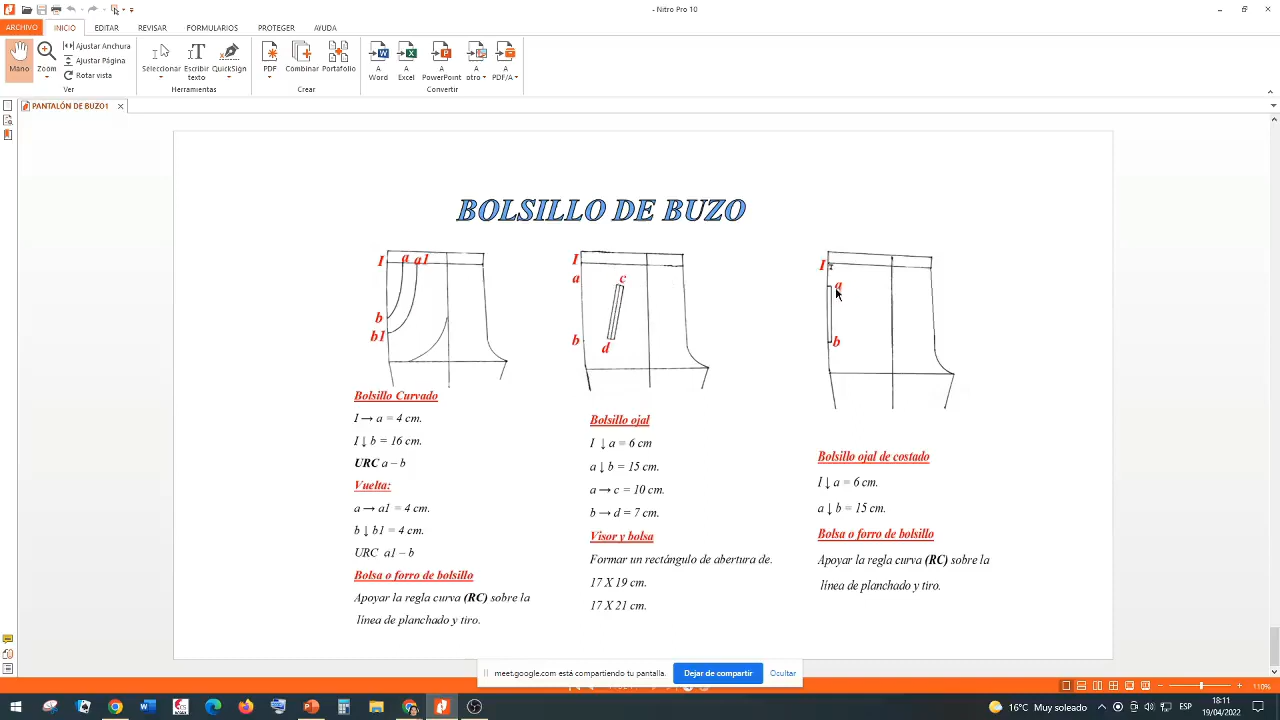 - Nitro Pro 10
ARCHIVO INICIO EDITAR REVISAR FORMULARIOS PROTEGER AYUDA
Mano
Zoom
Ajustar Anchura
Ajustar Página
Rotar vista
Ver
Seleccionar
Escribir texto
QuickSign
Herramientas
PDF
Combinar
Portafolio
Crear
A Word
A Excel
A PowerPoint
A otro
A PDF/A
Convertir
PANTALÓN DE BUZO1
BOLSILLO DE BUZO
I a a1
b
b1
I
a c
b d
I I
a
b
Bolsillo Curvado
I → a = 4 cm.
I ↓ b = 16 cm.
URC a – b
Vuelta:
a → a1 = 4 cm.
b ↓ b1 = 4 cm.
URC a1 – b
Bolsa o forro de bolsillo
Apoyar la regla curva (RC) sobre la
línea de planchado y tiro.
Bolsillo ojal
I ↓ a = 6 cm
a ↓ b = 15 cm.
a → c = 10 cm.
b → d = 7 cm.
Visor y bolsa
Formar un rectángulo de abertura de.
17 X 19 cm.
17 X 21 cm.
Bolsillo ojal de costado
I ↓ a = 6 cm.
a ↓ b = 15 cm.
Bolsa o forro de bolsillo
Apoyar la regla curva (RC) sobre la
línea de planchado y tiro.
meet.google.com está compartiendo tu pantalla. Dejar de compartir Ocultar
110%
16°C Muy soleado
ESP
18:11
19/04/2022